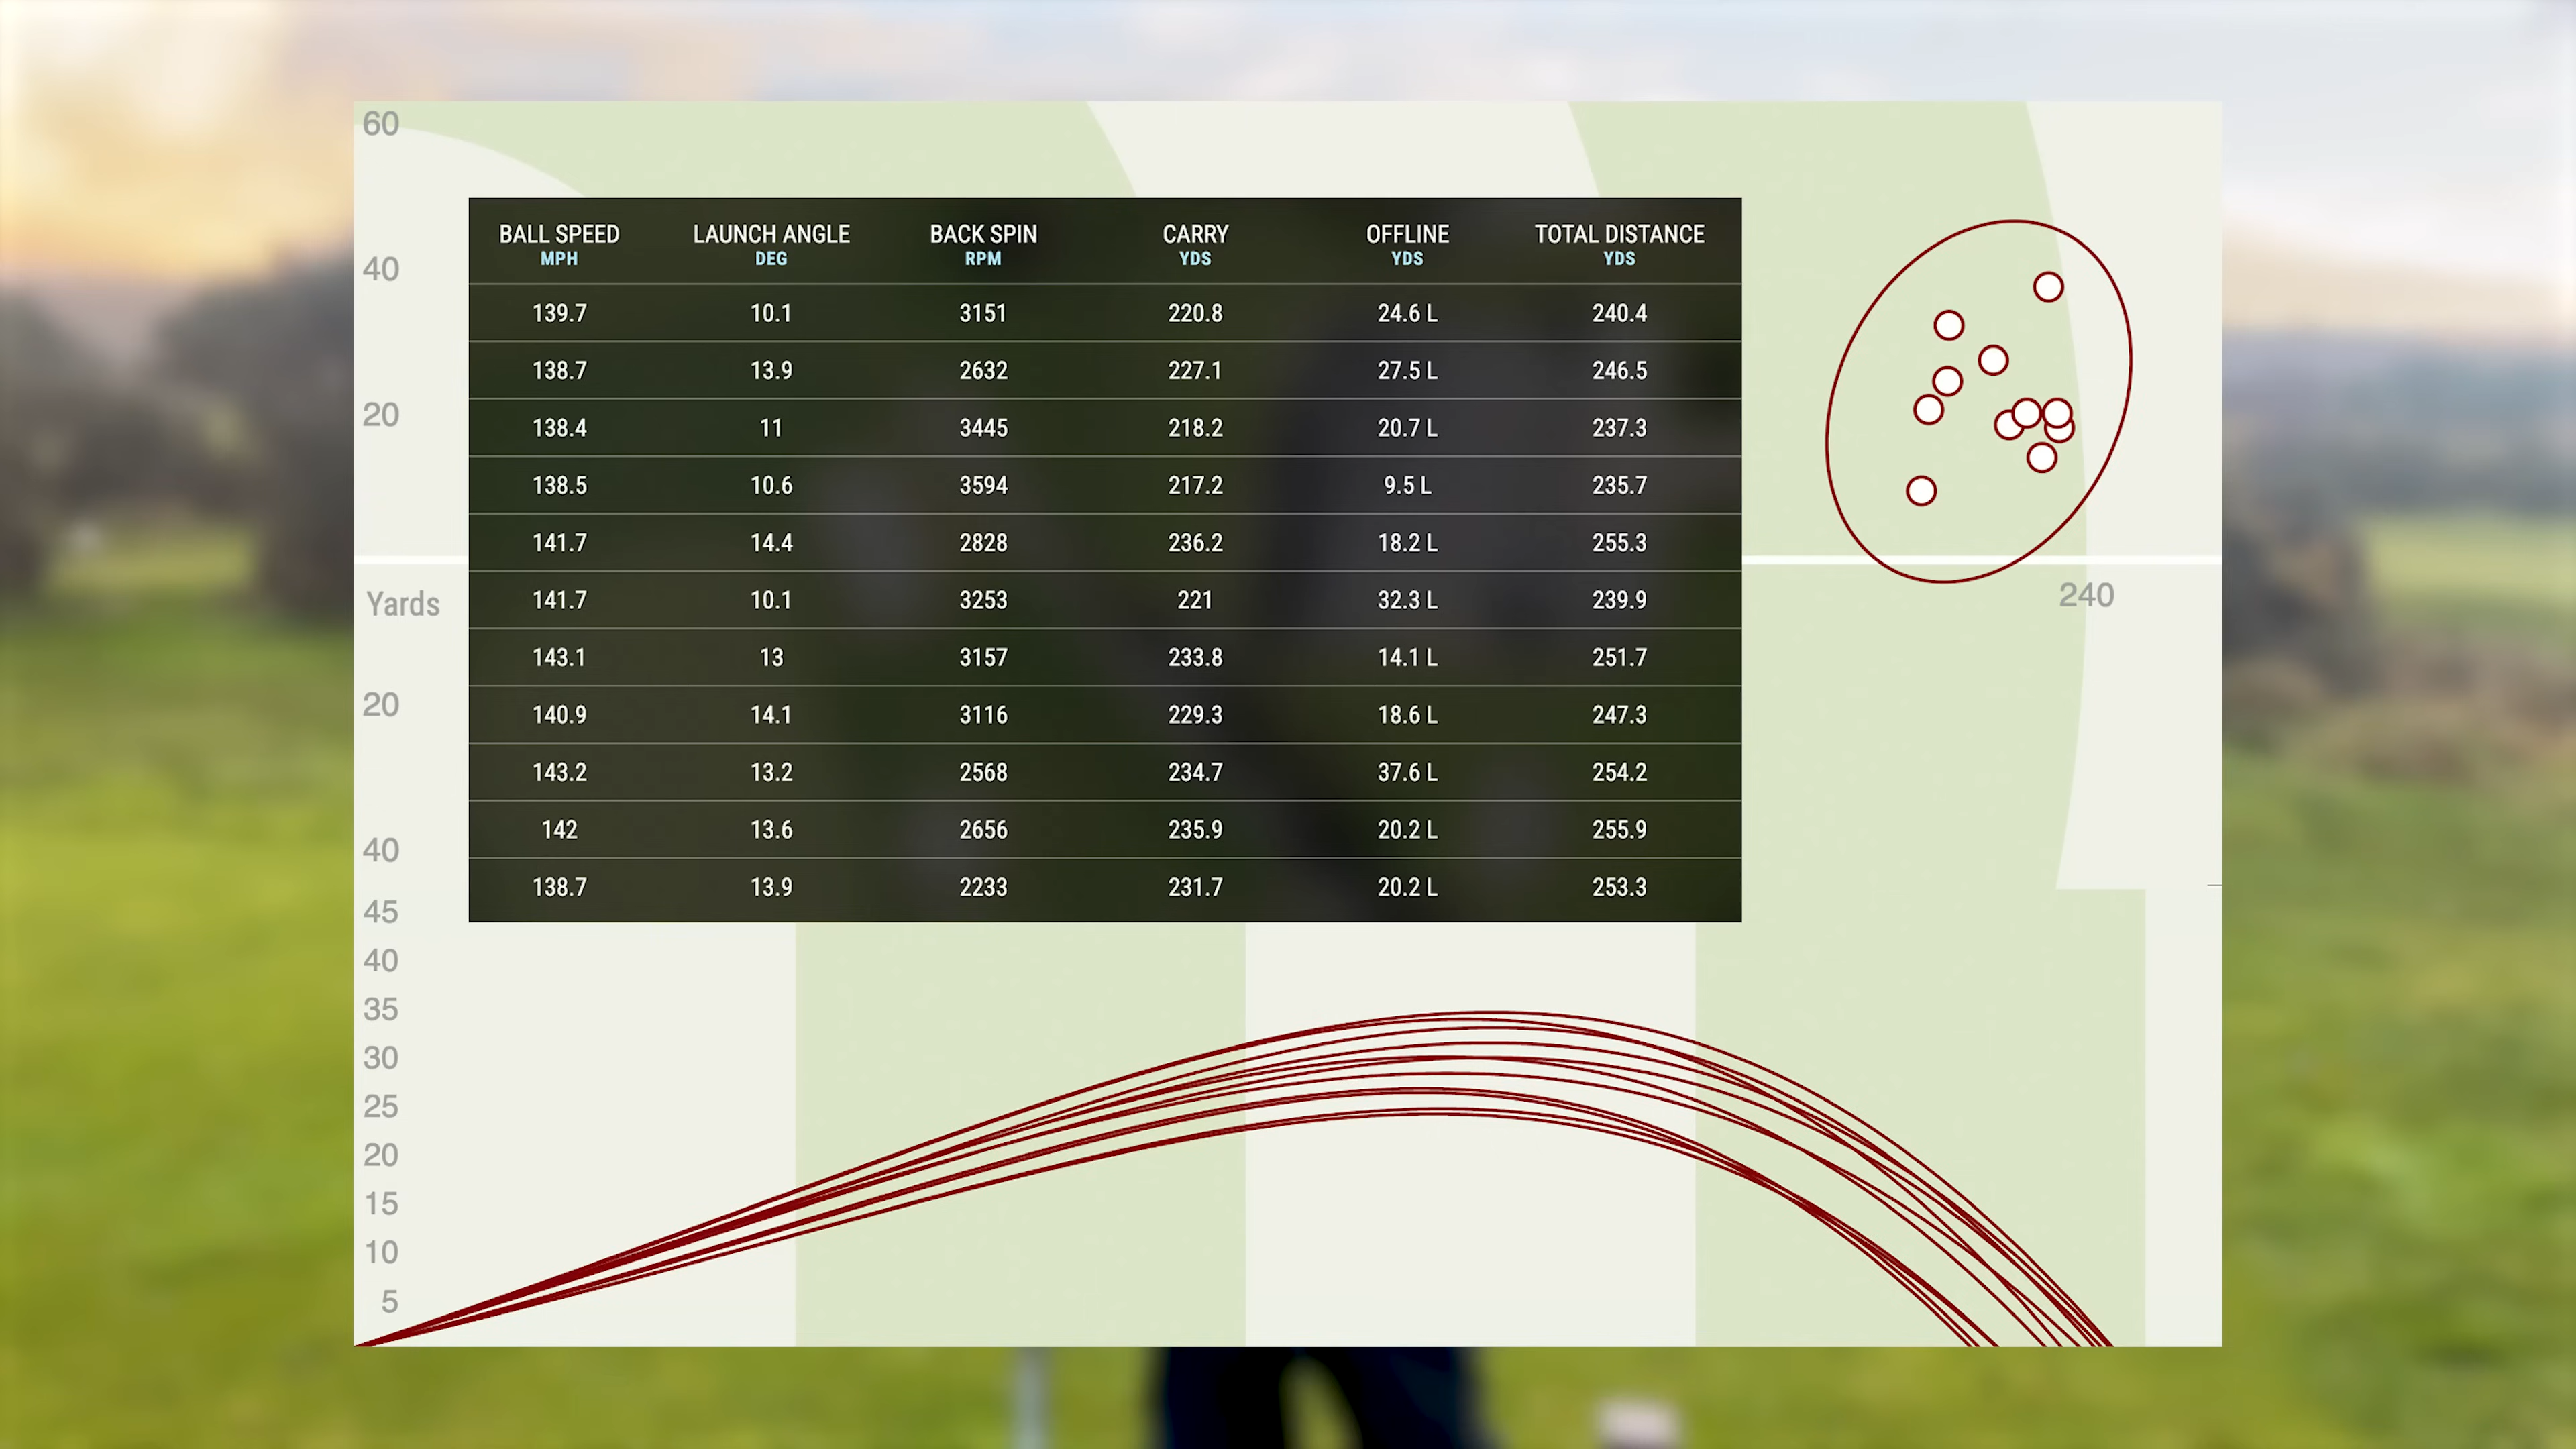 60
40
20
Yards
20
40
45
40
35
30
25
20
15
10
5
BALL SPEED LAUNCH ANGLE BACK SPIN CARRY OFFLINE TOTAL DISTANCE
MPH DEG RPM YDS YDS YDS
139.7 10.1 3151 220.8 24.6 L 240.4
138.7 13.9 2632 227.1 27.5 L 246.5
138.4 11 3445 218.2 20.7 L 237.3
138.5 10.6 3594 217.2 9.5 L 235.7
141.7 14.4 2828 236.2 18.2 L 255.3
141.7 10.1 3253 221 32.3 L 239.9
143.1 13 3157 233.8 14.1 L 251.7
140.9 14.1 3116 229.3 18.6 L 247.3
143.2 13.2 2568 234.7 37.6 L 254.2
142 13.6 2656 235.9 20.2 L 255.9
138.7 13.9 2233 231.7 20.2 L 253.3
240